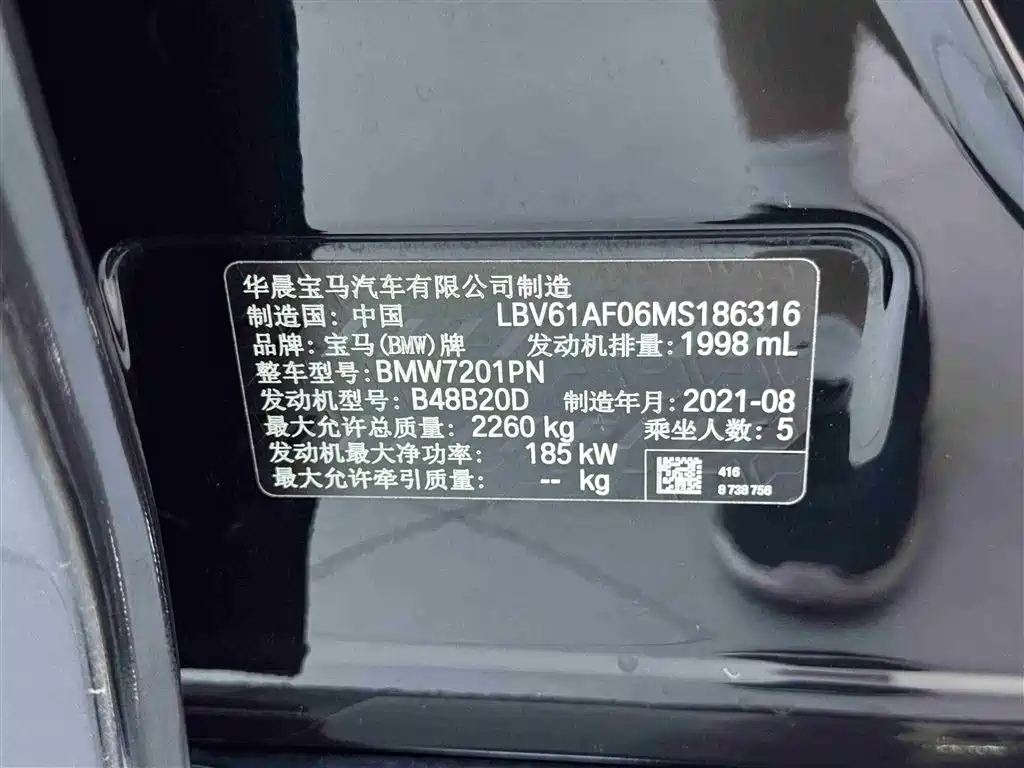 华晨宝马汽车有限公司制造
制造国: 中国 LBV61AF06MS186316
品牌: 宝马(BMW)牌 发动机排量: 1998 mL
整车型号: BMW7201PN
发动机型号: B48B20D 制造年月: 2021-08
最大允许总质量: 2260 kg 乘坐人数: 5
发动机最大净功率: 185 kW
最大允许牵引质量: -- kg
416
8 738 756